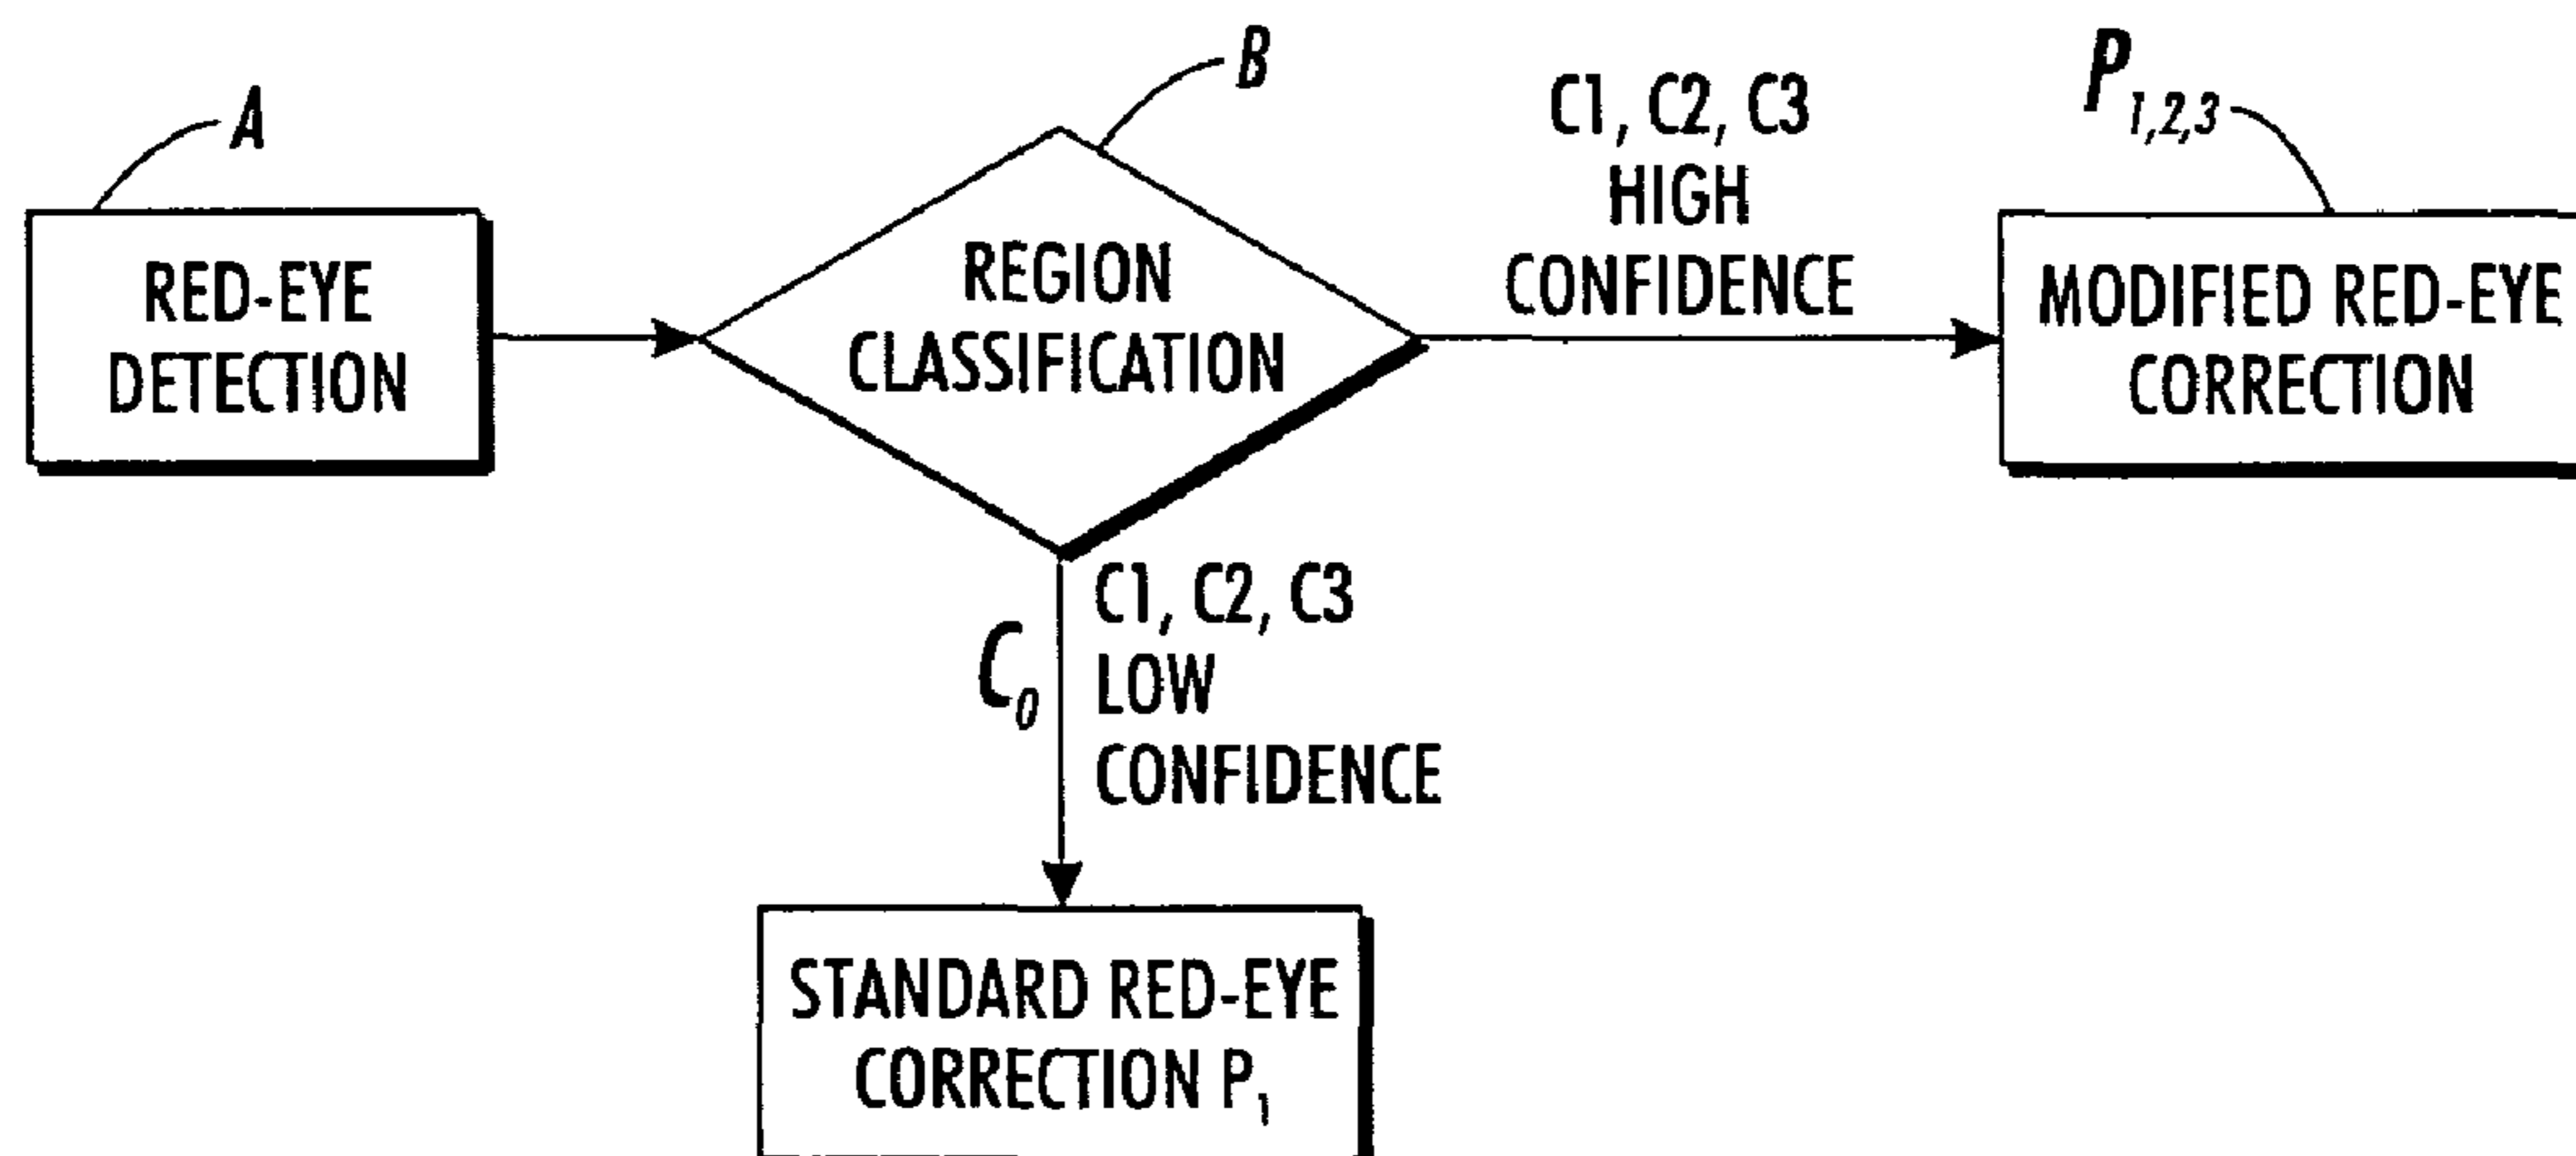 A
RED-EYE
DETECTION
B
REGION
CLASSIFICATION
C1, C2, C3
HIGH
CONFIDENCE
P1,2,3
MODIFIED RED-EYE
CORRECTION
C0
C1, C2, C3
LOW
CONFIDENCE
STANDARD RED-EYE
CORRECTION P1